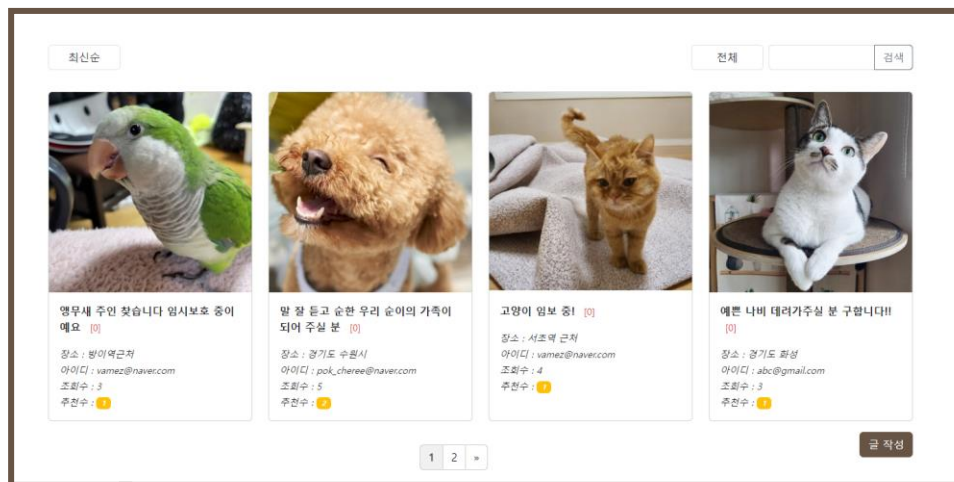 최신순
전체
검색
앵무새 주인 찾습니다 임시보호 중이
예요 [0]
장소 : 방이역근처
아이디 : vamez@naver.com
조회수 : 3
추천수 : 1
말 잘 듣고 순한 우리 순이의 가족이
되어 주실 분 [0]
장소 : 경기도 수원시
아이디 : pok_cheree@naver.com
조회수 : 5
추천수 : 2
고양이 임보 중! [0]
장소 : 서초역 근처
아이디 : vamez@naver.com
조회수 : 4
추천수 : 1
예쁜 나비 데려가주실 분 구합니다!!
[0]
장소 : 경기도 화성
아이디 : abc@gmail.com
조회수 : 3
추천수 : 1
글 작성
1 2 »